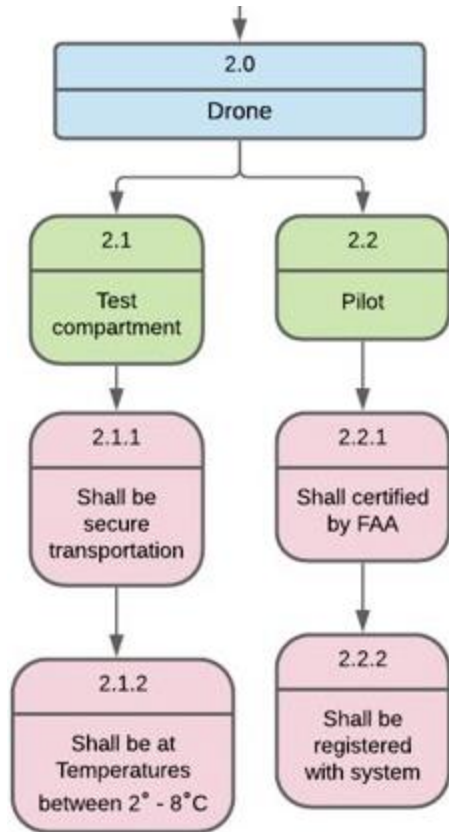 2.0
Drone
2.1
Test
compartment
2.2
Pilot
2.1.1
Shall be
secure
transportation
2.2.1
Shall certified
by FAA
2.1.2
Shall be at
Temperatures
between 2° - 8°C
2.2.2
Shall be
registered
with system